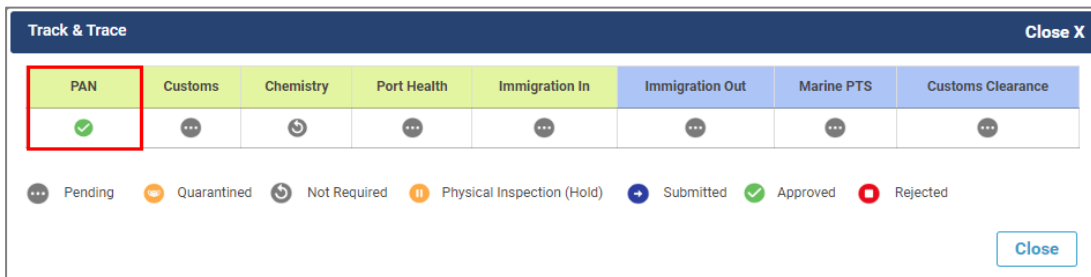 Track & Trace Close X
PAN Customs Chemistry Port Health Immigration In Immigration Out Marine PTS Customs Clearance
Pending Quarantined Not Required Physical Inspection (Hold) Submitted Approved Rejected
Close